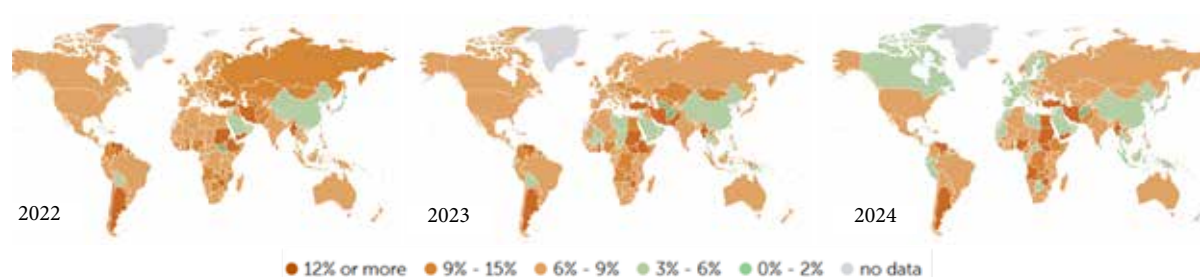 2022
2023
2024
12% or more 9% - 15% 6% - 9% 3% - 6% 0% - 2% no data